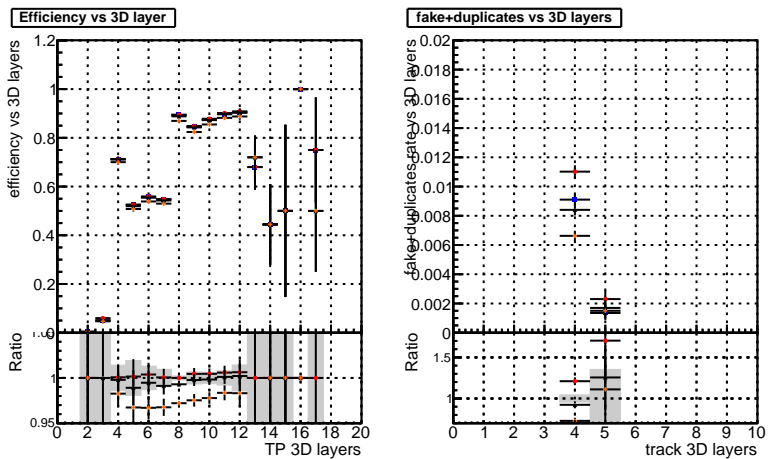 Efficiency vs 3D layer
efficiency vs 3D layers
1.2
1
0.8
0.6
0.4
0.2
0
Ratio
1
0.95
0 2 4 6 8 10 12 14 16 18 20
TP 3D layers
fake+duplicates vs 3D layers
fake+duplicates rate vs 3D layers
0.02
0.018
0.016
0.014
0.012
0.01
0.008
0.006
0.004
0.002
0
Ratio
1.5
1
0 1 2 3 4 5 6 7 8 9 10
track 3D layers